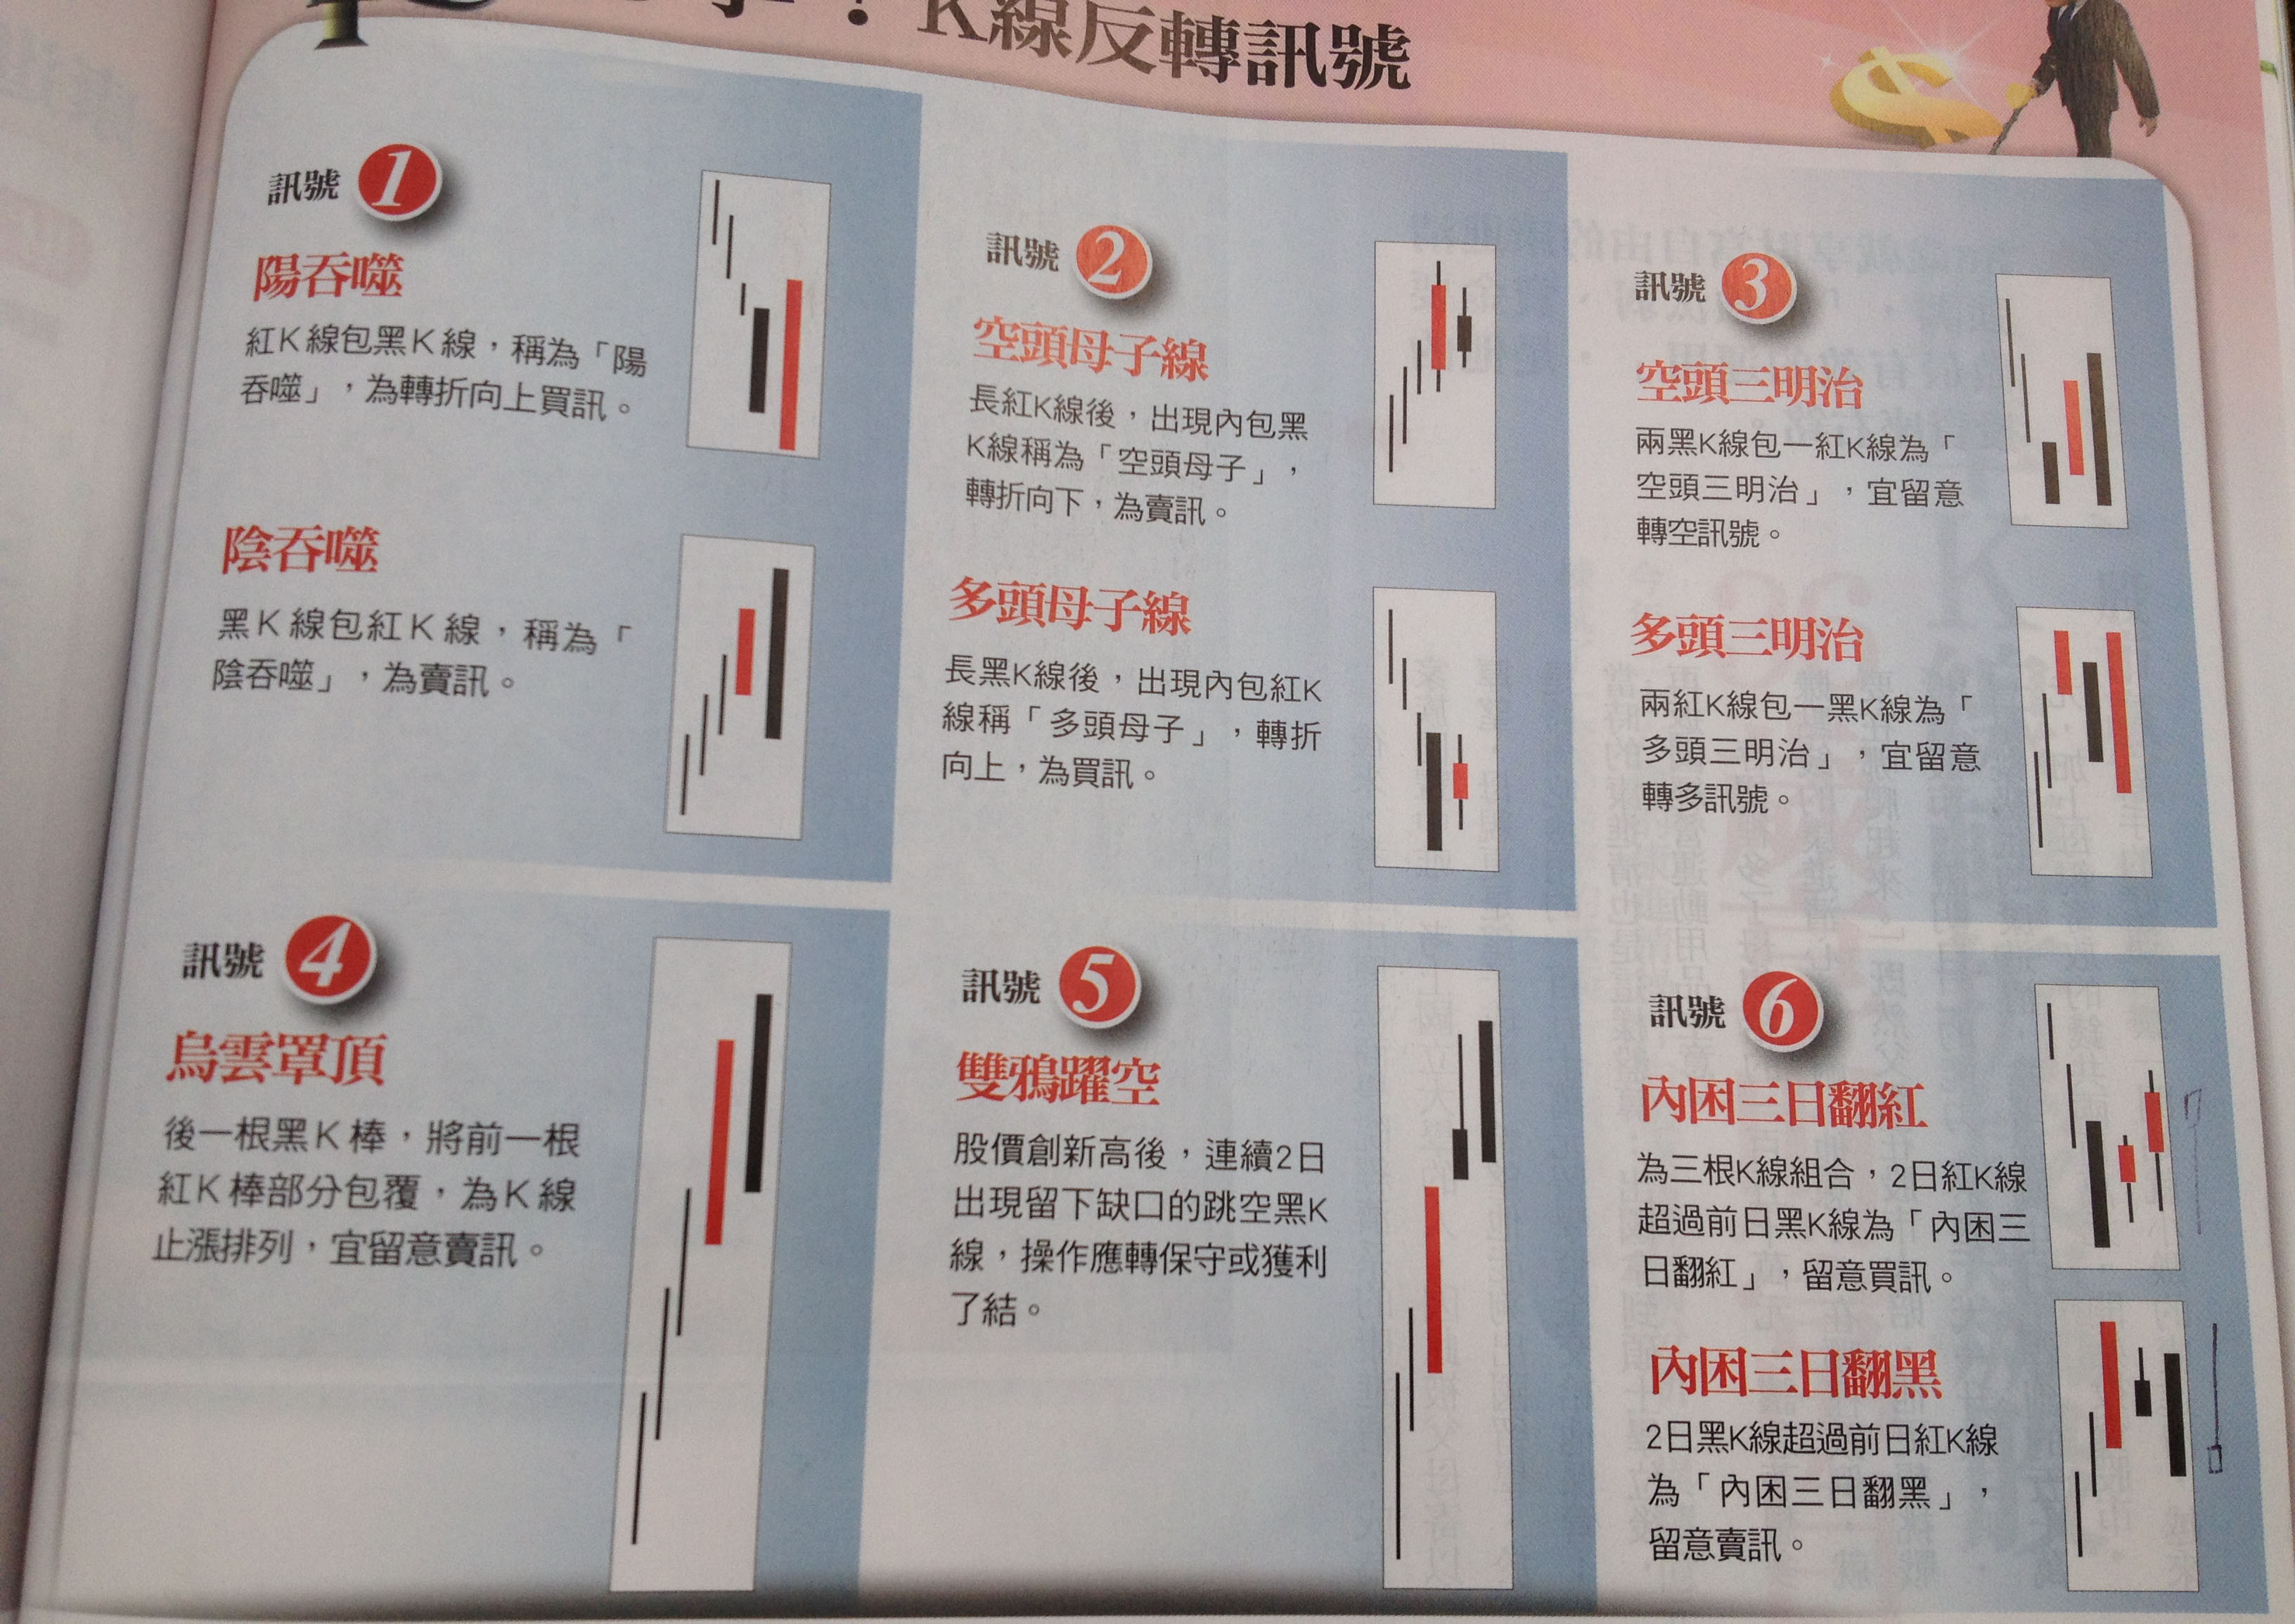 K線反轉訊號
訊號 1
陽吞噬
紅K線包黑K線，稱為「陽
吞噬」，為轉折向上買訊。
陰吞噬
黑K線包紅K線，稱為「
陰吞噬」，為賣訊。
訊號 2
空頭母子線
長紅K線後，出現內包黑
K線稱為「空頭母子」，
轉折向下，為賣訊。
多頭母子線
長黑K線後，出現內包紅K
線稱「多頭母子」，轉折
向上，為買訊。
訊號 3
空頭三明治
兩黑K線包一紅K線為「
空頭三明治」，宜留意
轉空訊號。
多頭三明治
兩紅K線包一黑K線為「
多頭三明治」，宜留意
轉多訊號。
訊號 4
烏雲罩頂
後一根黑K棒，將前一根
紅K棒部分包覆，為K線
止漲排列，宜留意賣訊。
訊號 5
雙鴉躍空
股價創新高後，連續2日
出現留下缺口的跳空黑K
線，操作應轉保守或獲利
了結。
訊號 6
內困三日翻紅
為三根K線組合，2日紅K線
超過前日黑K線為「內困三
日翻紅」，留意買訊。
內困三日翻黑
2日黑K線超過前日紅K線
為「內困三日翻黑」，
留意賣訊。